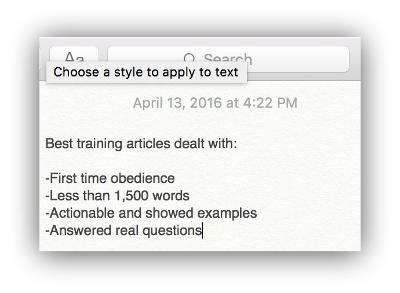 Aa Search
Choose a style to apply to text
April 13, 2016 at 4:22 PM
Best training articles dealt with:
-First time obedience
-Less than 1,500 words
-Actionable and showed examples
-Answered real questions